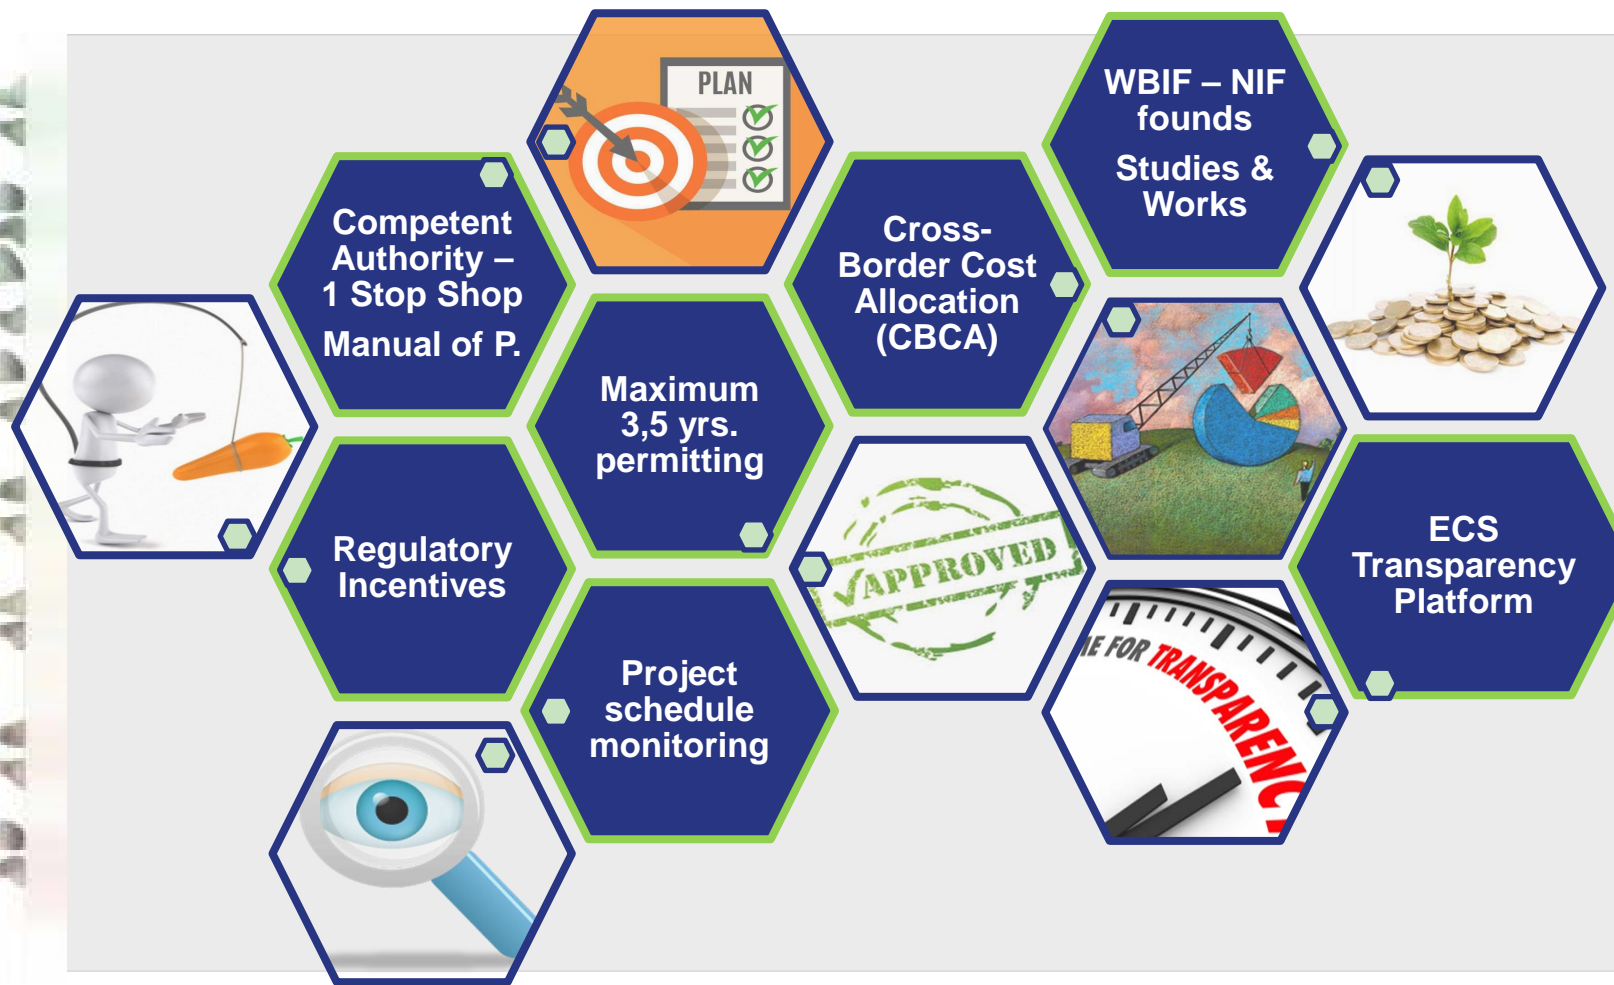 PLAN
WBIF – NIF
founds
Studies &
Works
Competent
Authority –
1 Stop Shop
Manual of P.
Cross-
Border Cost
Allocation
(CBCA)
Maximum
3,5 yrs.
permitting
Regulatory
Incentives
APPROVED
ECS
Transparency
Platform
Project
schedule
monitoring
ME FOR TRANSPARENC